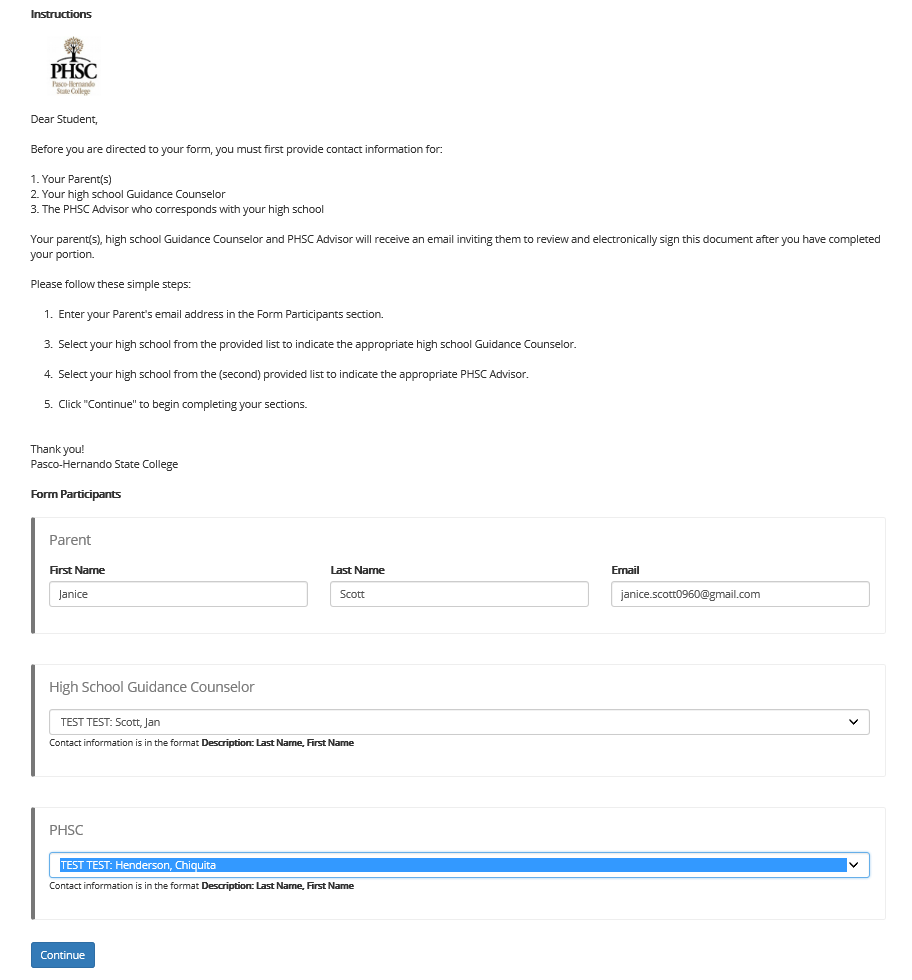 Instructions
PHSC
Pasco-Hernando
State College
Dear Student,
Before you are directed to your form, you must first provide contact information for:
1. Your Parent(s)
2. Your high school Guidance Counselor
3. The PHSC Advisor who corresponds with your high school
Your parent(s), high school Guidance Counselor and PHSC Advisor will receive an email inviting them to review and electronically sign this document after you have completed
your portion.
Please follow these simple steps:
1. Enter your Parent's email address in the Form Participants section.
3. Select your high school from the provided list to indicate the appropriate high school Guidance Counselor.
4. Select your high school from the (second) provided list to indicate the appropriate PHSC Advisor.
5. Click "Continue" to begin completing your sections.
Thank you!
Pasco-Hernando State College
Form Participants
Parent
First Name Last Name Email
Janice Scott janice.scott0960@gmail.com
High School Guidance Counselor
TEST TEST: Scott, Jan
Contact information is in the format Description: Last Name, First Name
PHSC
TEST TEST: Henderson, Chiquita
Contact information is in the format Description: Last Name, First Name
Continue